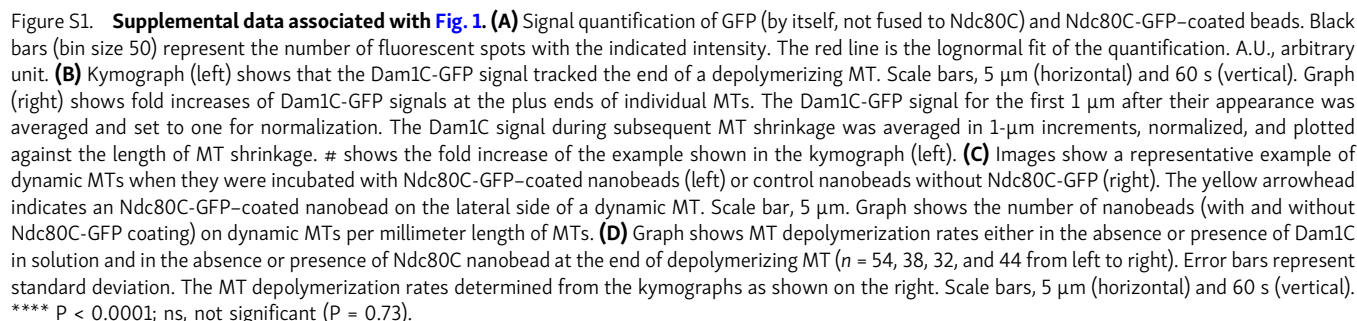 Figure S1. Supplemental data associated with Fig. 1. (A) Signal quantification of GFP (by itself, not fused to Ndc80C) and Ndc80C-GFP–coated beads. Black
bars (bin size 50) represent the number of fluorescent spots with the indicated intensity. The red line is the lognormal fit of the quantification. A.U., arbitrary
unit. (B) Kymograph (left) shows that the Dam1C-GFP signal tracked the end of a depolymerizing MT. Scale bars, 5 µm (horizontal) and 60 s (vertical). Graph
(right) shows fold increases of Dam1C-GFP signals at the plus ends of individual MTs. The Dam1C-GFP signal for the first 1 µm after their appearance was
averaged and set to one for normalization. The Dam1C signal during subsequent MT shrinkage was averaged in 1-µm increments, normalized, and plotted
against the length of MT shrinkage. # shows the fold increase of the example shown in the kymograph (left). (C) Images show a representative example of
dynamic MTs when they were incubated with Ndc80C-GFP–coated nanobeads (left) or control nanobeads without Ndc80C-GFP (right). The yellow arrowhead
indicates an Ndc80C-GFP–coated nanobead on the lateral side of a dynamic MT. Scale bar, 5 µm. Graph shows the number of nanobeads (with and without
Ndc80C-GFP coating) on dynamic MTs per millimeter length of MTs. (D) Graph shows MT depolymerization rates either in the absence or presence of Dam1C
in solution and in the absence or presence of Ndc80C nanobead at the end of depolymerizing MT (n = 54, 38, 32, and 44 from left to right). Error bars represent
standard deviation. The MT depolymerization rates determined from the kymographs as shown on the right. Scale bars, 5 µm (horizontal) and 60 s (vertical).
**** P < 0.0001; ns, not significant (P = 0.73).